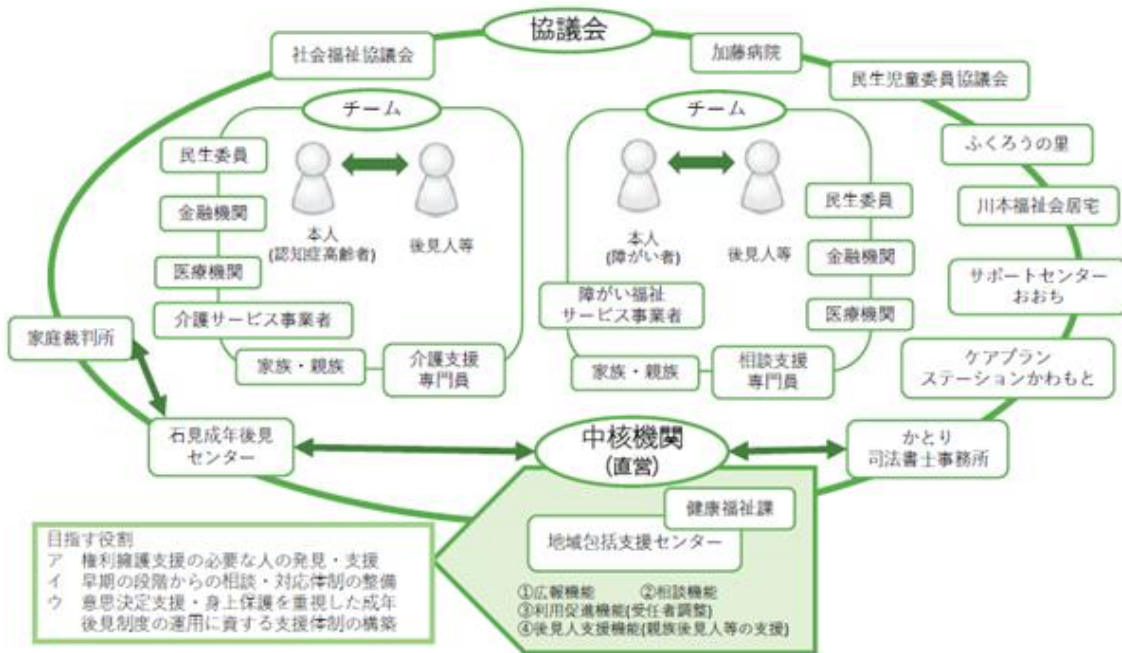 協議会
社会福祉協議会
加藤病院
民生児童委員協議会
ふくろうの里
川本福祉会居宅
サポートセンター
おおち
ケアプラン
ステーションかわもと
かとり
司法書士事務所
家庭裁判所
石見成年後見
センター
チーム
民生委員
金融機関
医療機関
介護サービス事業者
家族・親族
介護支援
専門員
本人
(認知症高齢者)
後見人等
チーム
本人
(障がい者)
後見人等
民生委員
金融機関
医療機関
障がい福祉
サービス事業者
家族・親族
相談支援
専門員
中核機関
(直営)
健康福祉課
地域包括支援センター
①広報機能 ②相談機能
③利用促進機能(受任者調整)
④後見人支援機能(親族後見人等の支援)
目指す役割
ア 権利擁護支援の必要な人の発見・支援
イ 早期の段階からの相談・対応体制の整備
ウ 意思決定支援・身上保護を重視した成年
後見制度の運用に資する支援体制の構築